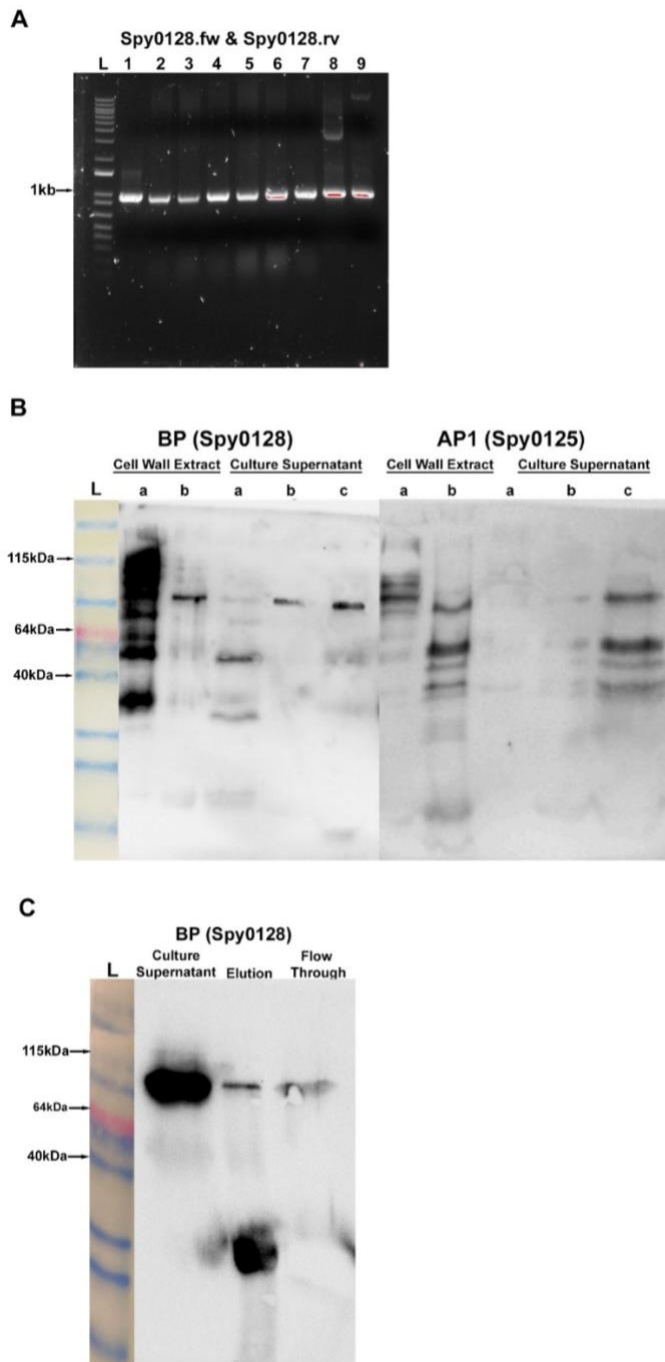 A
Spy0128.fw & Spy0128.rv
L 1 2 3 4 5 6 7 8 9
1kb
B
BP (Spy0128) AP1 (Spy0125)
Cell Wall Extract Culture Supernatant Cell Wall Extract Culture Supernatant
L a b a b c a b a b c
115kDa
64kDa
40kDa
C
BP (Spy0128)
Culture Flow
L Supernatant Elution Through
115kDa
64kDa
40kDa